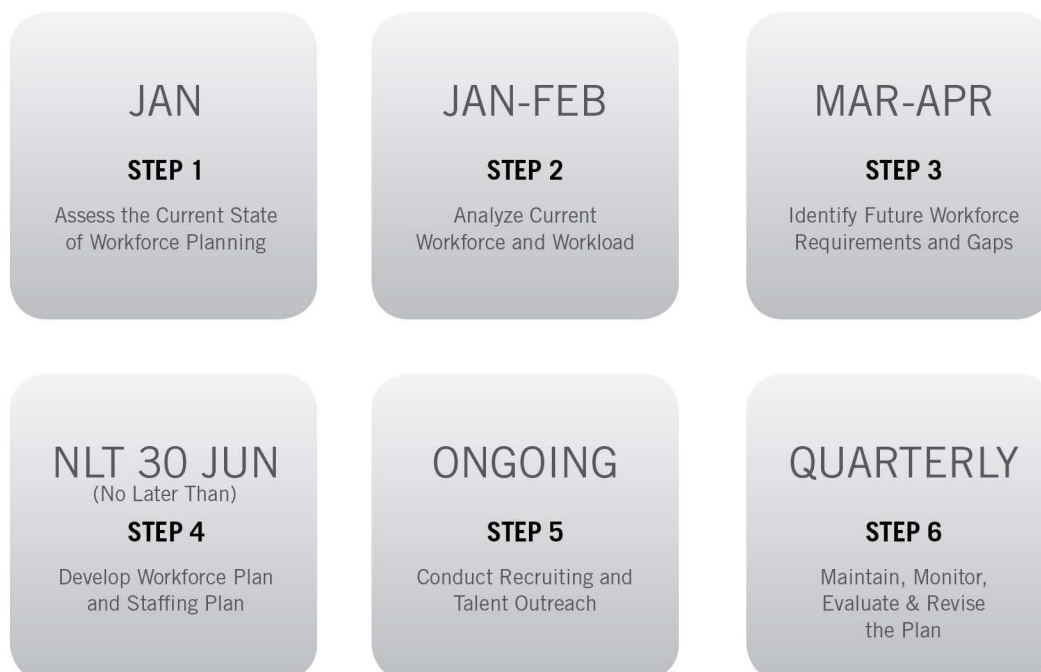 JAN
STEP 1
Assess the Current State
of Workforce Planning
JAN-FEB
STEP 2
Analyze Current
Workforce and Workload
MAR-APR
STEP 3
Identify Future Workforce
Requirements and Gaps
NLT 30 JUN
(No Later Than)
STEP 4
Develop Workforce Plan
and Staffing Plan
ONGOING
STEP 5
Conduct Recruiting and
Talent Outreach
QUARTERLY
STEP 6
Maintain, Monitor,
Evaluate & Revise
the Plan